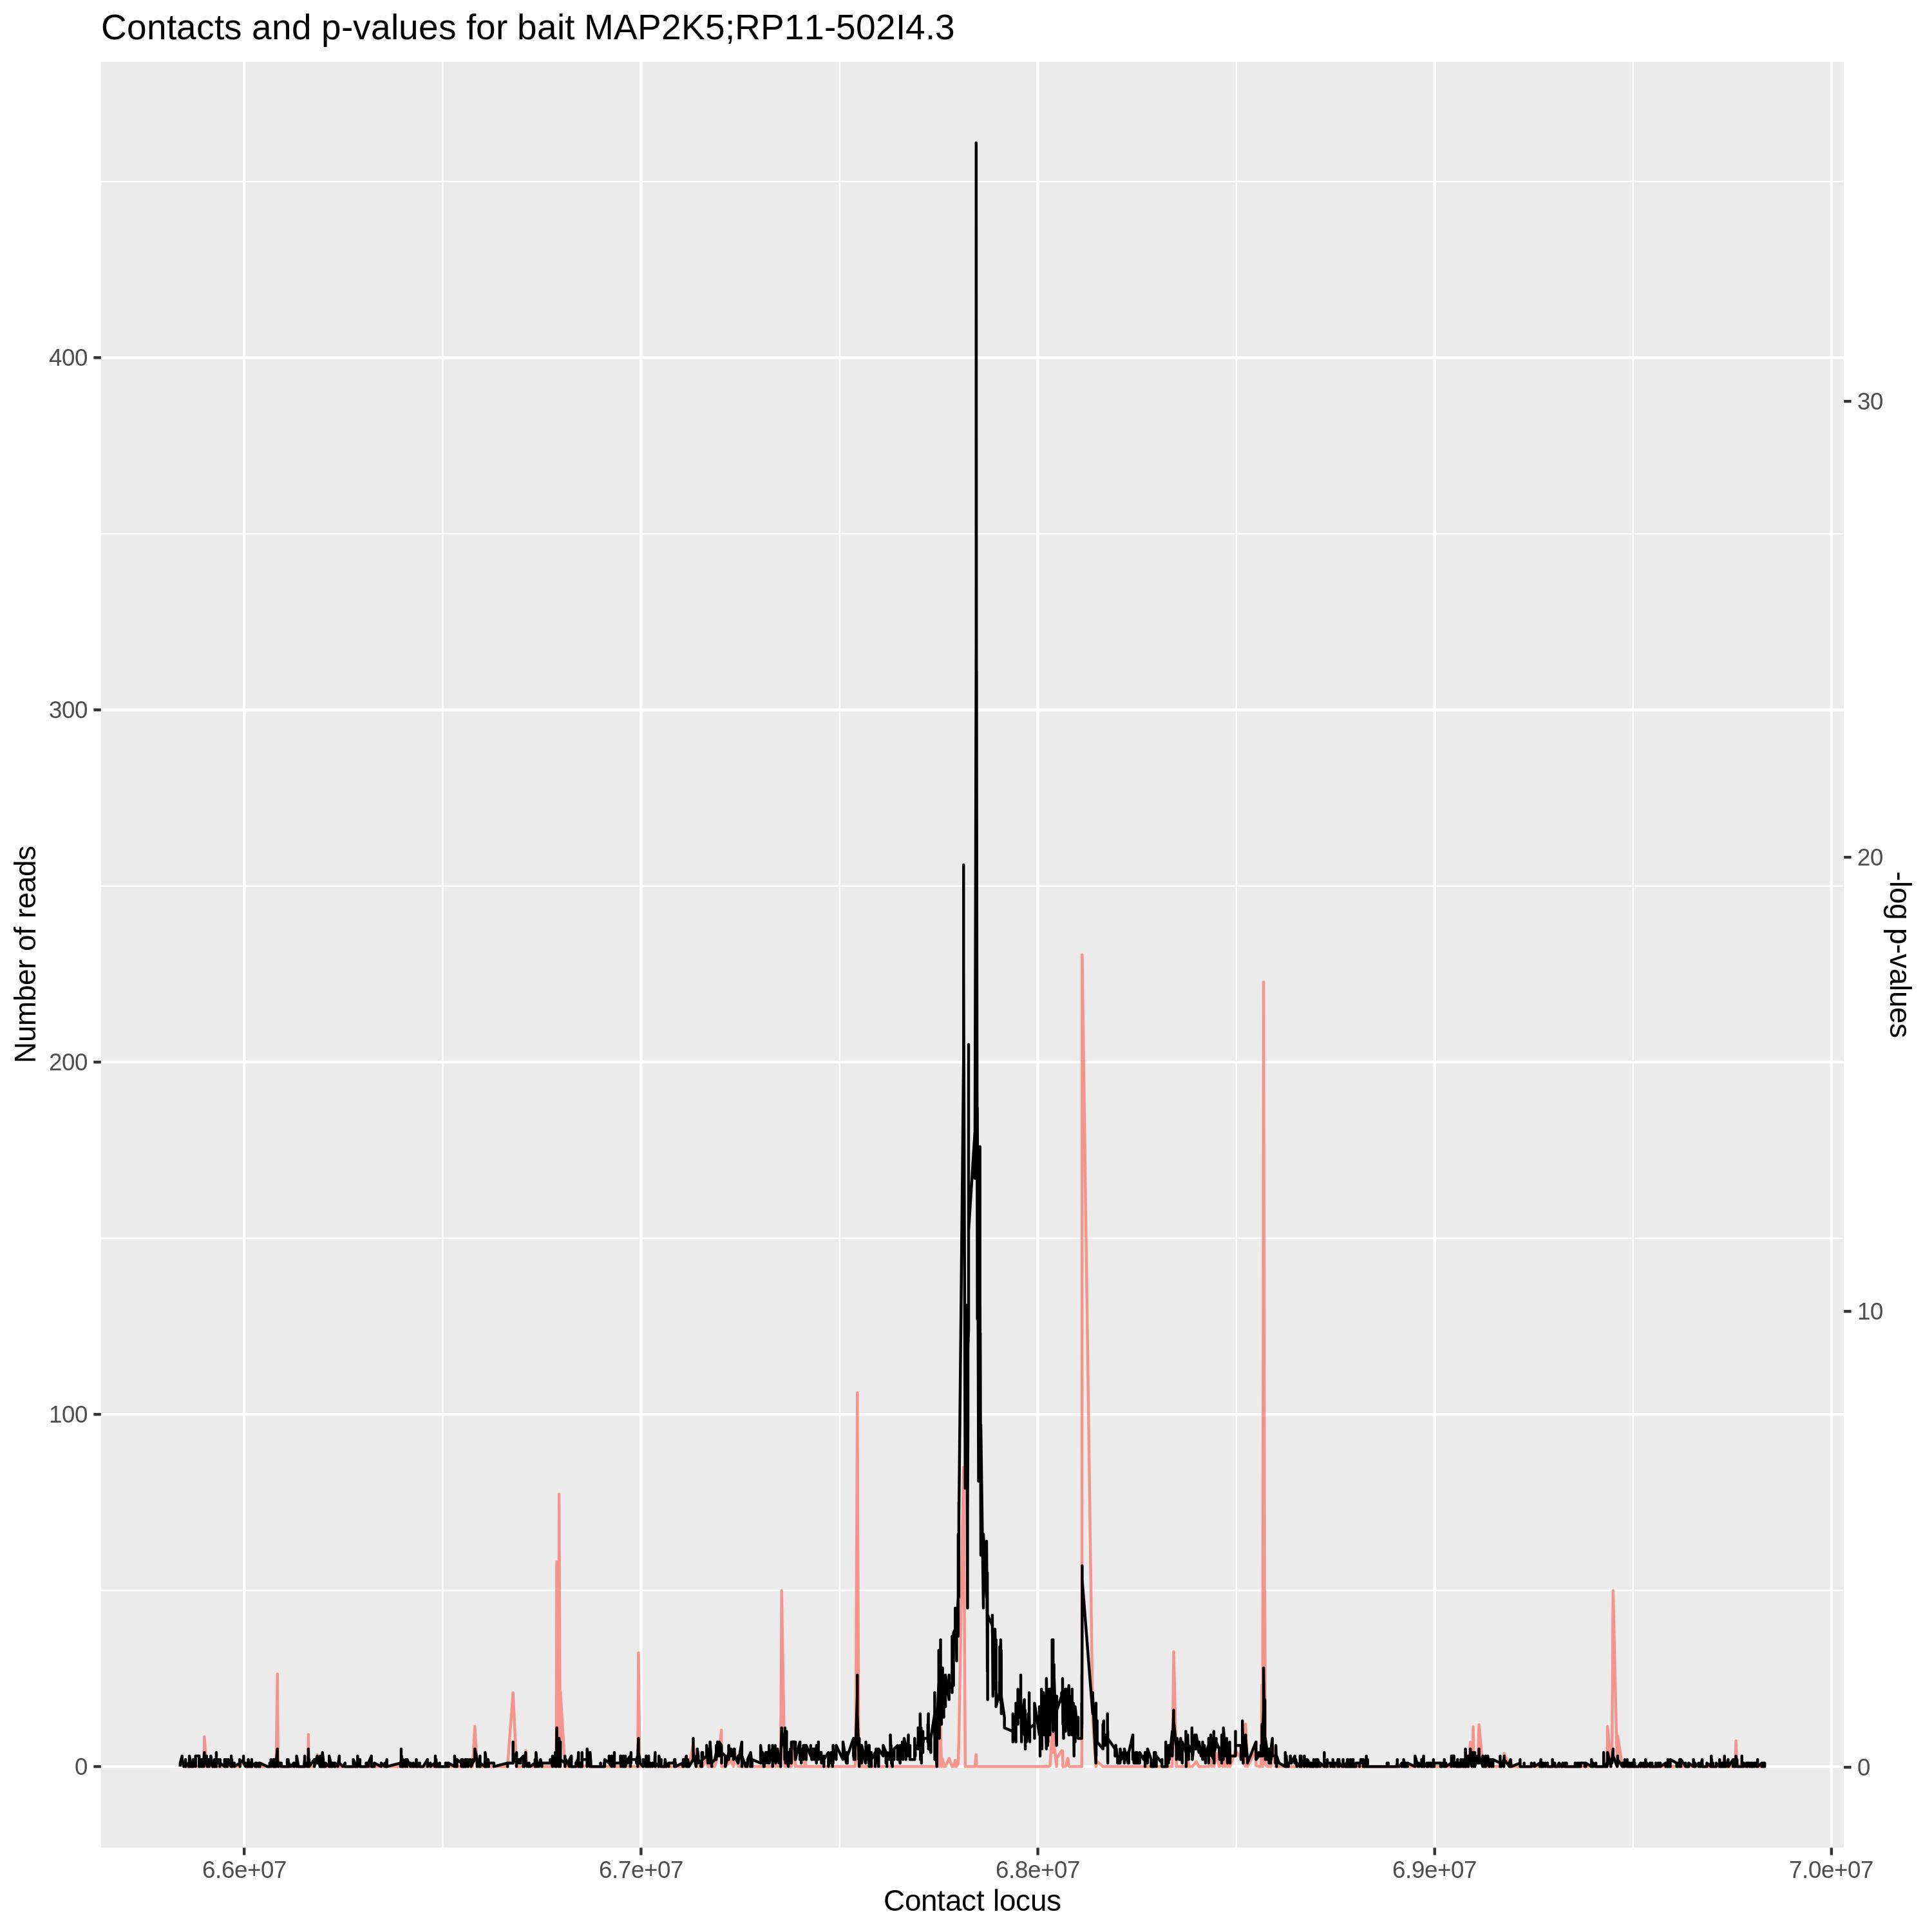 Contacts and p-values for bait MAP2K5;RP11-502I4.3
400
300
200
100
0
Number of reads
30
20
10
0
-log p-values
6.6e+07
6.7e+07
6.8e+07
6.9e+07
7.0e+07
Contact locus